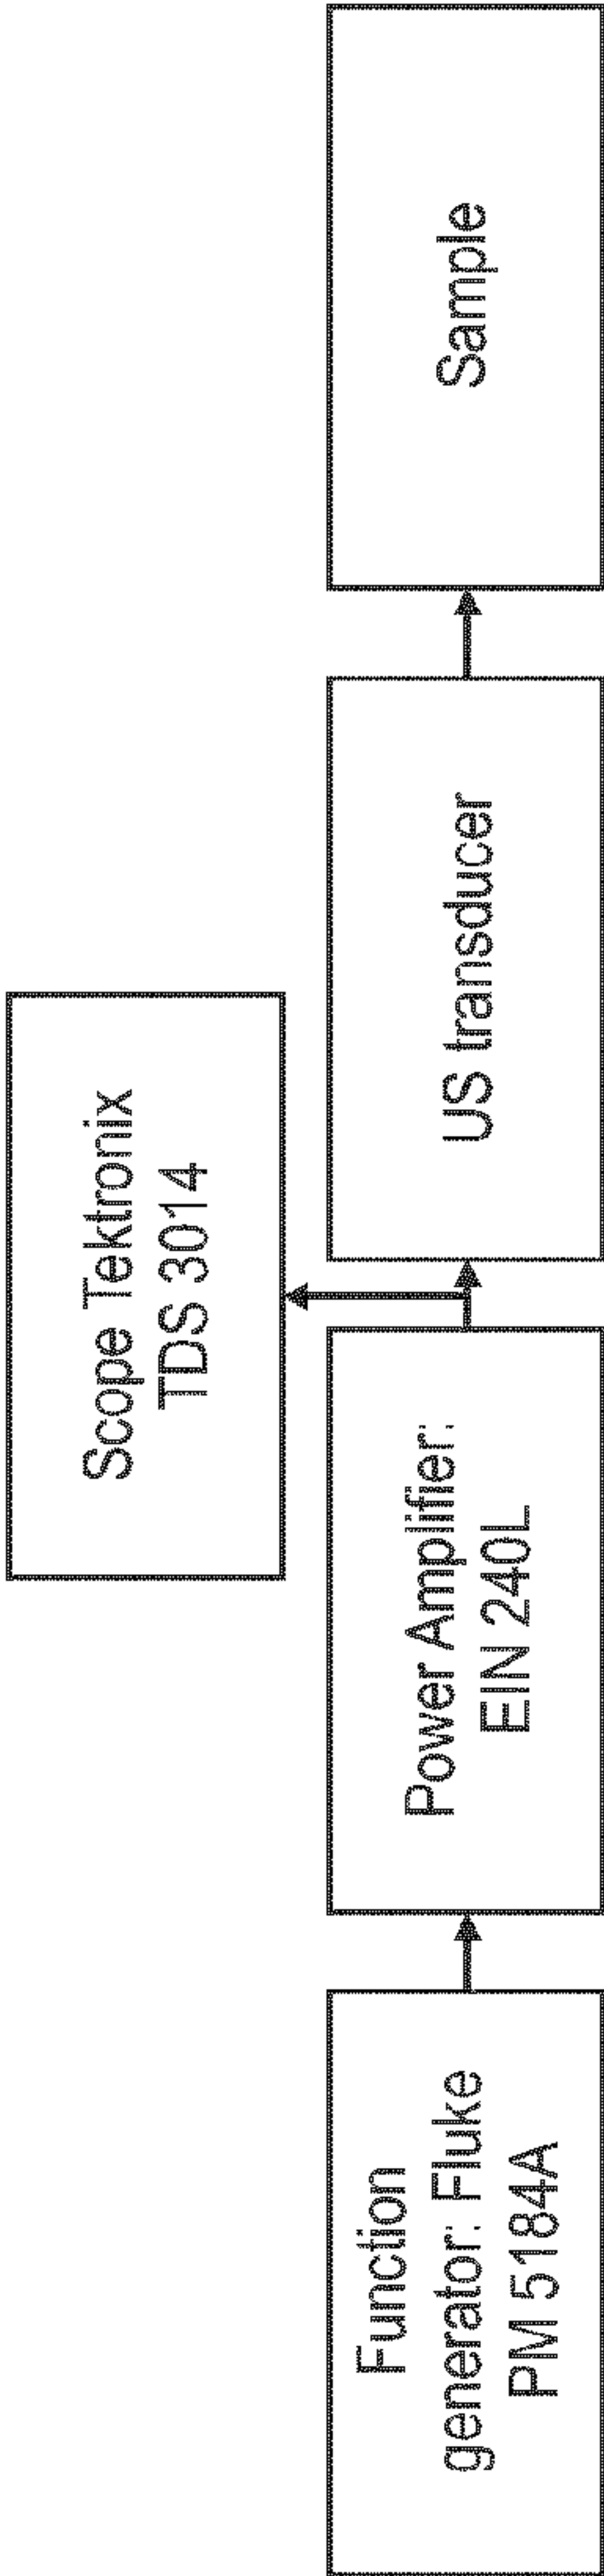 Function
generator: Fluke
PM 5184A
Power Amplifier:
EIN 240L
Scope Tektronix
TDS 3014
US transducer
Sample